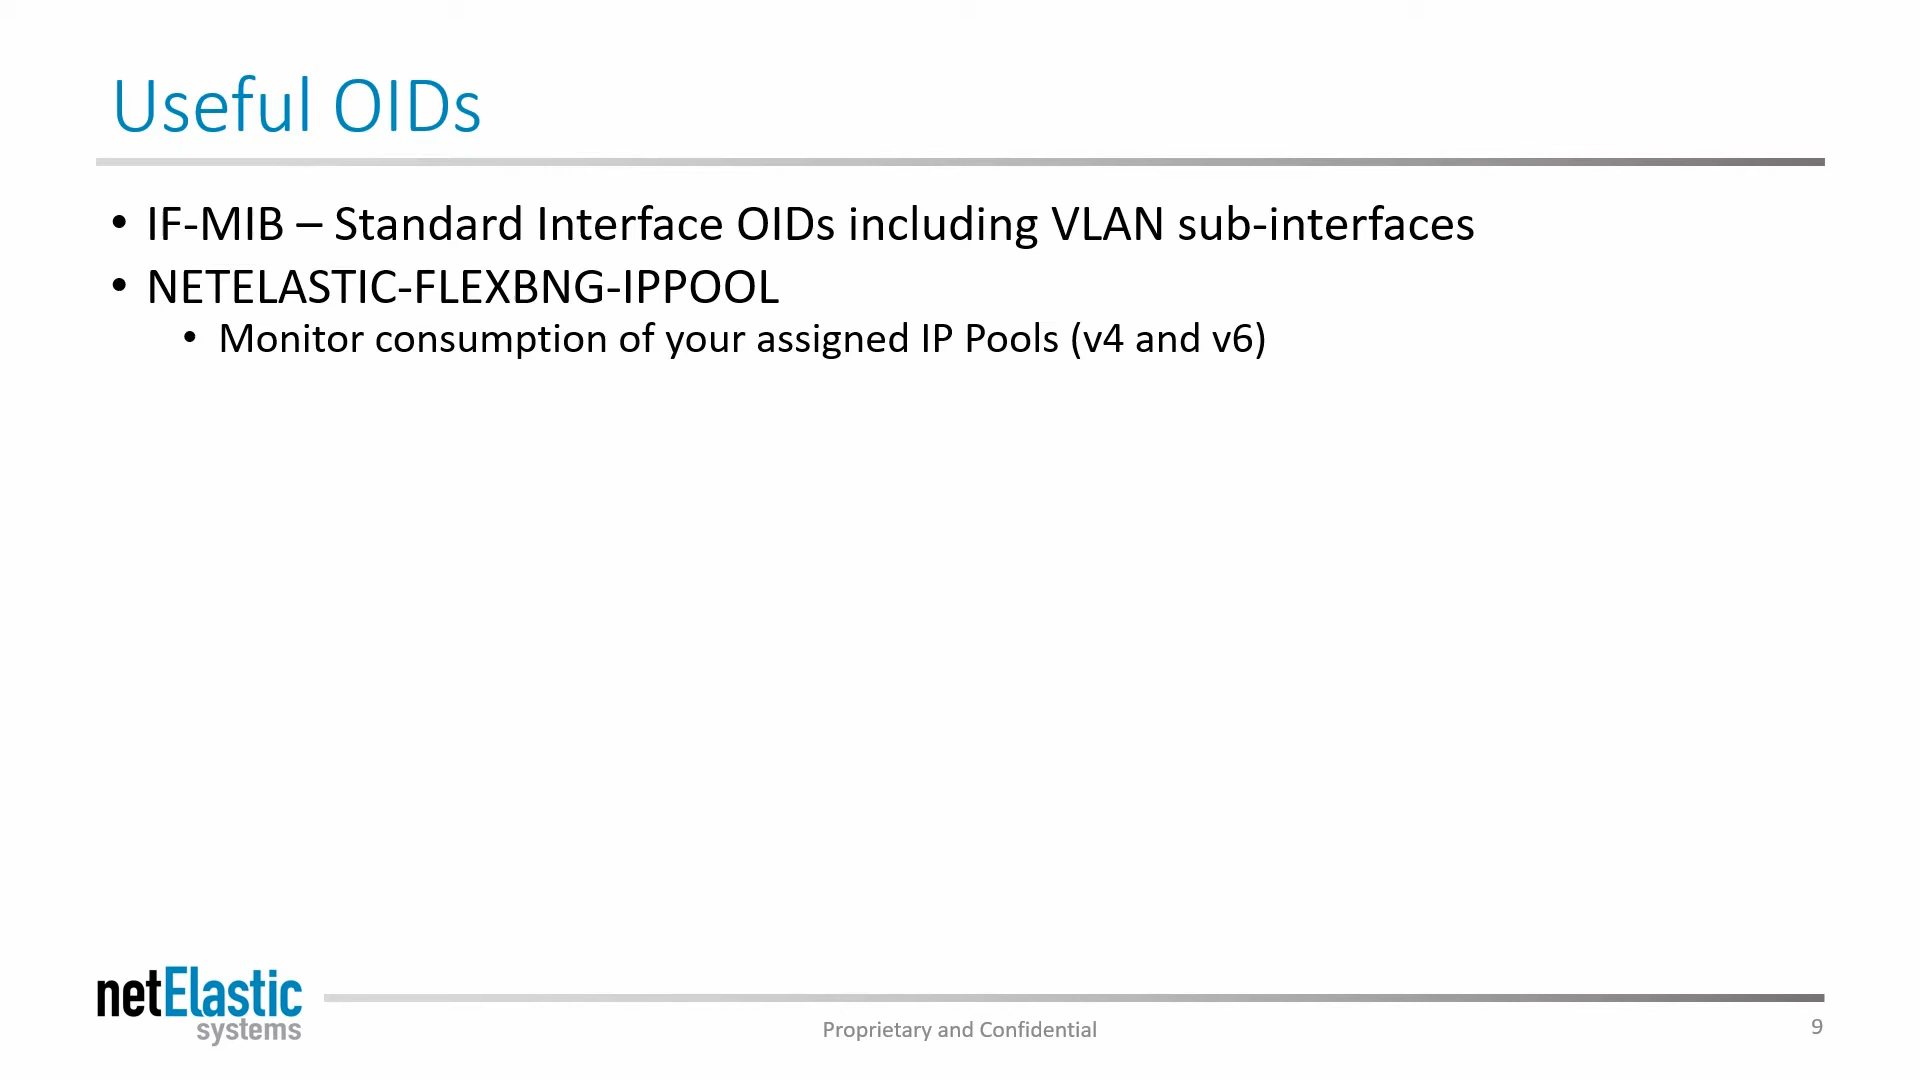 Useful OIDs
• IF-MIB – Standard Interface OIDs including VLAN sub-interfaces
• NETELASTIC-FLEXBNG-IPPOOL
• Monitor consumption of your assigned IP Pools (v4 and v6)
netElastic
systems
Proprietary and Confidential
9